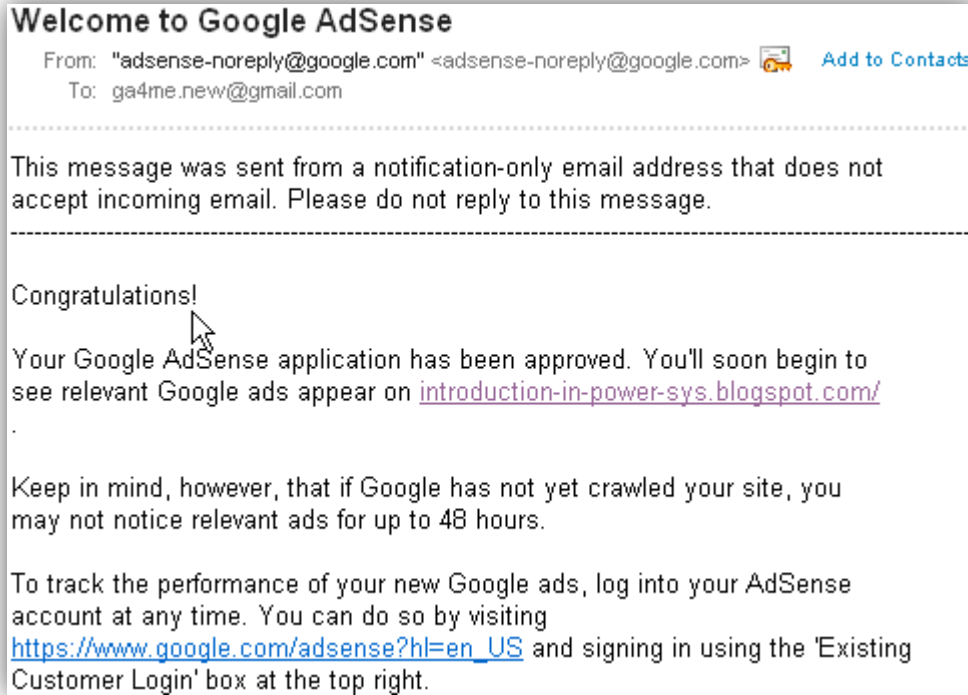 Welcome to Google AdSense
From: "adsense-noreply@google.com" <adsense-noreply@google.com> Add to Contacts
To: ga4me.new@gmail.com
This message was sent from a notification-only email address that does not
accept incoming email. Please do not reply to this message.
Congratulations!
Your Google AdSense application has been approved. You'll soon begin to
see relevant Google ads appear on introduction-in-power-sys.blogspot.com/
.
Keep in mind, however, that if Google has not yet crawled your site, you
may not notice relevant ads for up to 48 hours.
To track the performance of your new Google ads, log into your AdSense
account at any time. You can do so by visiting
https://www.google.com/adsense?hl=en_US and signing in using the 'Existing
Customer Login' box at the top right.